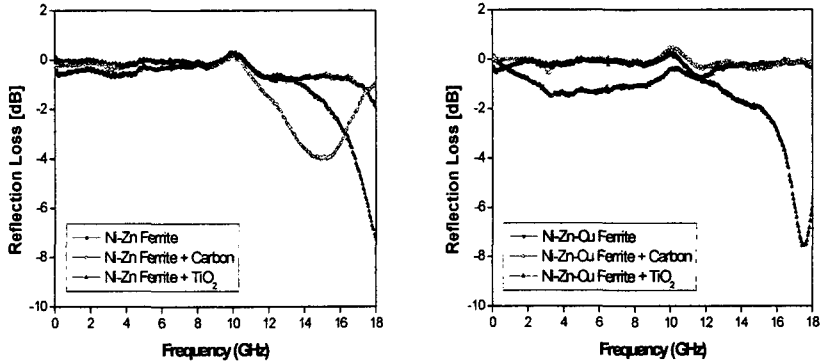 2
0
-2
-4
-6
-8
-10
Reflection Loss [dB]
Ni-Zn Ferrite
Ni-Zn Ferrite + Carbon
Ni-Zn Ferrite + TiO₂
0 2 4 6 8 10 12 14 16 18
Frequency (GHz)
2
0
-2
-4
-6
-8
-10
Reflection Loss [dB]
Ni-Zn-Cu Ferrite
Ni-Zn-Cu Ferrite + Carbon
Ni-Zn-Cu Ferrite + TiO₂
0 2 4 6 8 10 12 14 16 18
Frequency (GHz)